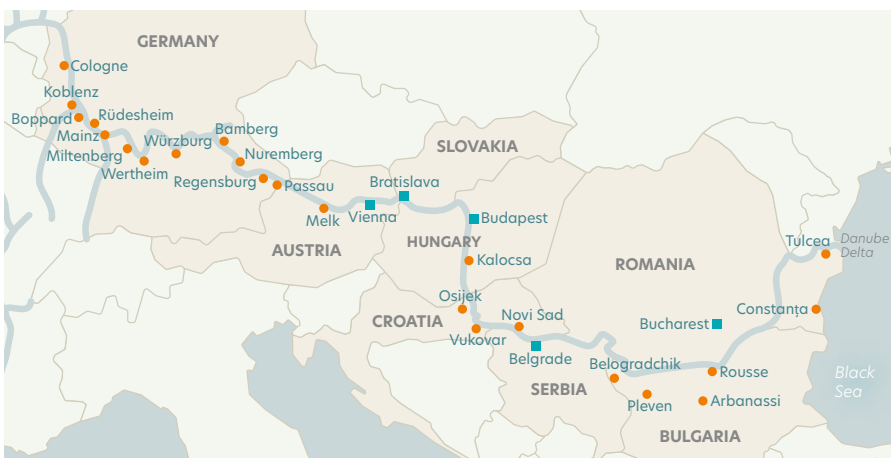 GERMANY
Cologne
Koblenz
Boppard
Rüdesheim
Mainz
Miltenberg
Wertheim
Würzburg
Bamberg
Nuremberg
Regensburg
Passau
Melk
Vienna
Bratislava
SLOVAKIA
AUSTRIA
HUNGARY
Budapest
Kalocsa
Osijek
CROATIA
Vukovar
Novi Sad
Belgrade
SERBIA
ROMANIA
Bucharest
Tulcea
Danube
Delta
Constanța
Belogradchik
Rousse
Pleven
Arbanassi
BULGARIA
Black
Sea